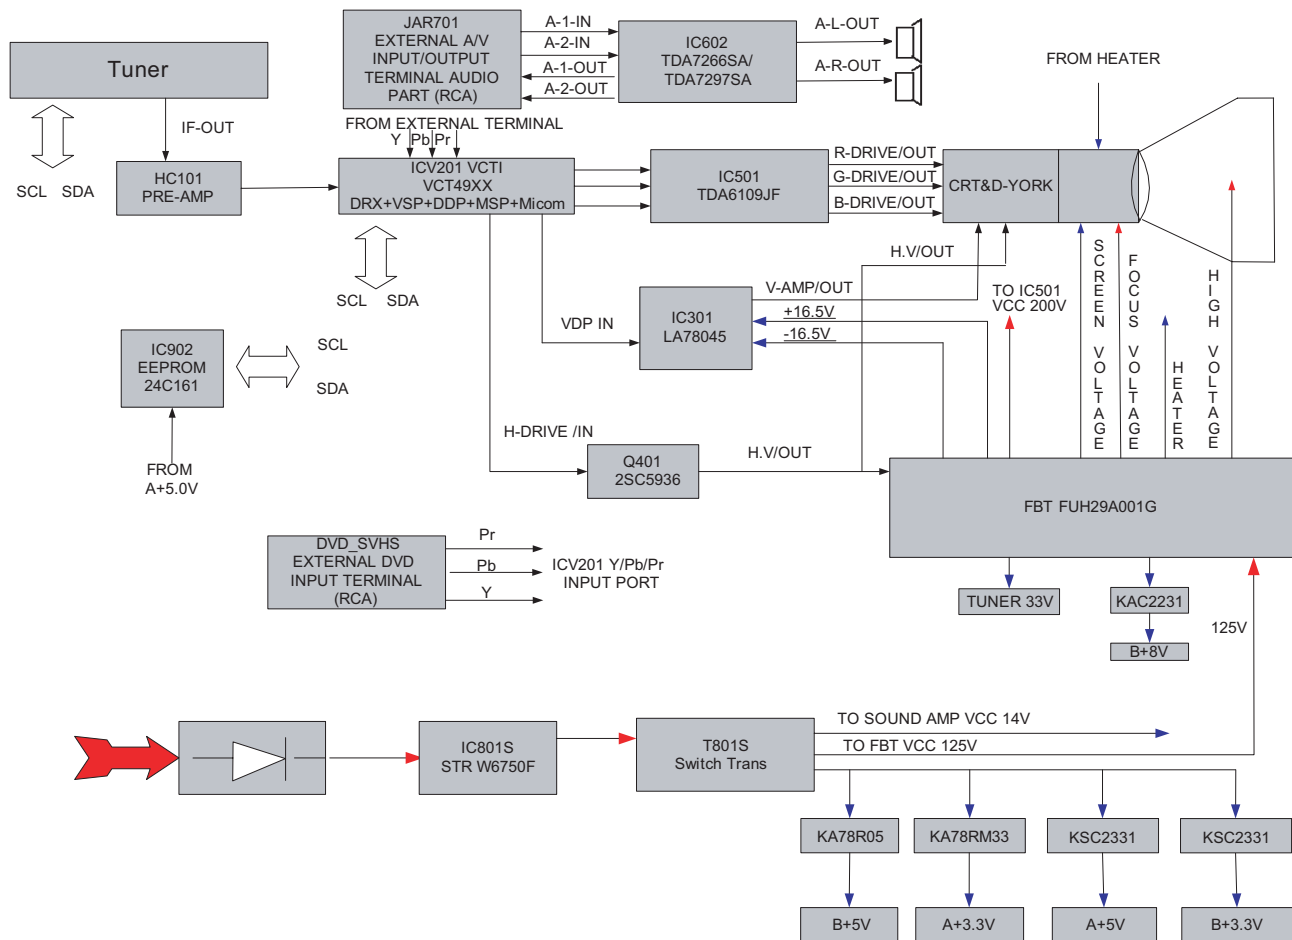 Tuner
SCL SDA
IF-OUT
HC101
PRE-AMP
JAR701
EXTERNAL A/V
INPUT/OUTPUT
TERMINAL AUDIO
PART (RCA)
A-1-IN
A-2-IN
A-1-OUT
A-2-OUT
IC602
TDA7266SA/
TDA7297SA
A-L-OUT
A-R-OUT
FROM EXTERNAL TERMINAL
Y Pb Pr
ICV201 VCTI
VCT49XX
DRX+VSP+DDP+MSP+Micom
SCL SDA
IC501
TDA6109JF
R-DRIVE/OUT
G-DRIVE/OUT
B-DRIVE/OUT
CRT&D-YORK
FROM HEATER
H.V/OUT
V-AMP/OUT
+16.5V
-16.5V
VDP IN
IC301
LA78045
TO IC501
VCC 200V
SCREEN VOLTAGE
FOCUS VOLTAGE
HEATER
HIGH VOLTAGE
IC902
EEPROM
24C161
SCL
SDA
FROM
A+5.0V
H-DRIVE /IN
Q401
2SC5936
H.V/OUT
FBT FUH29A001G
DVD_SVHS
EXTERNAL DVD
INPUT TERMINAL
(RCA)
Pr
Pb
Y
ICV201 Y/Pb/Pr
INPUT PORT
TUNER 33V
KAC2231
B+8V
125V
IC801S
STR W6750F
T801S
Switch Trans
TO SOUND AMP VCC 14V
TO FBT VCC 125V
KA78R05
KA78RM33
KSC2331
KSC2331
B+5V
A+3.3V
A+5V
B+3.3V